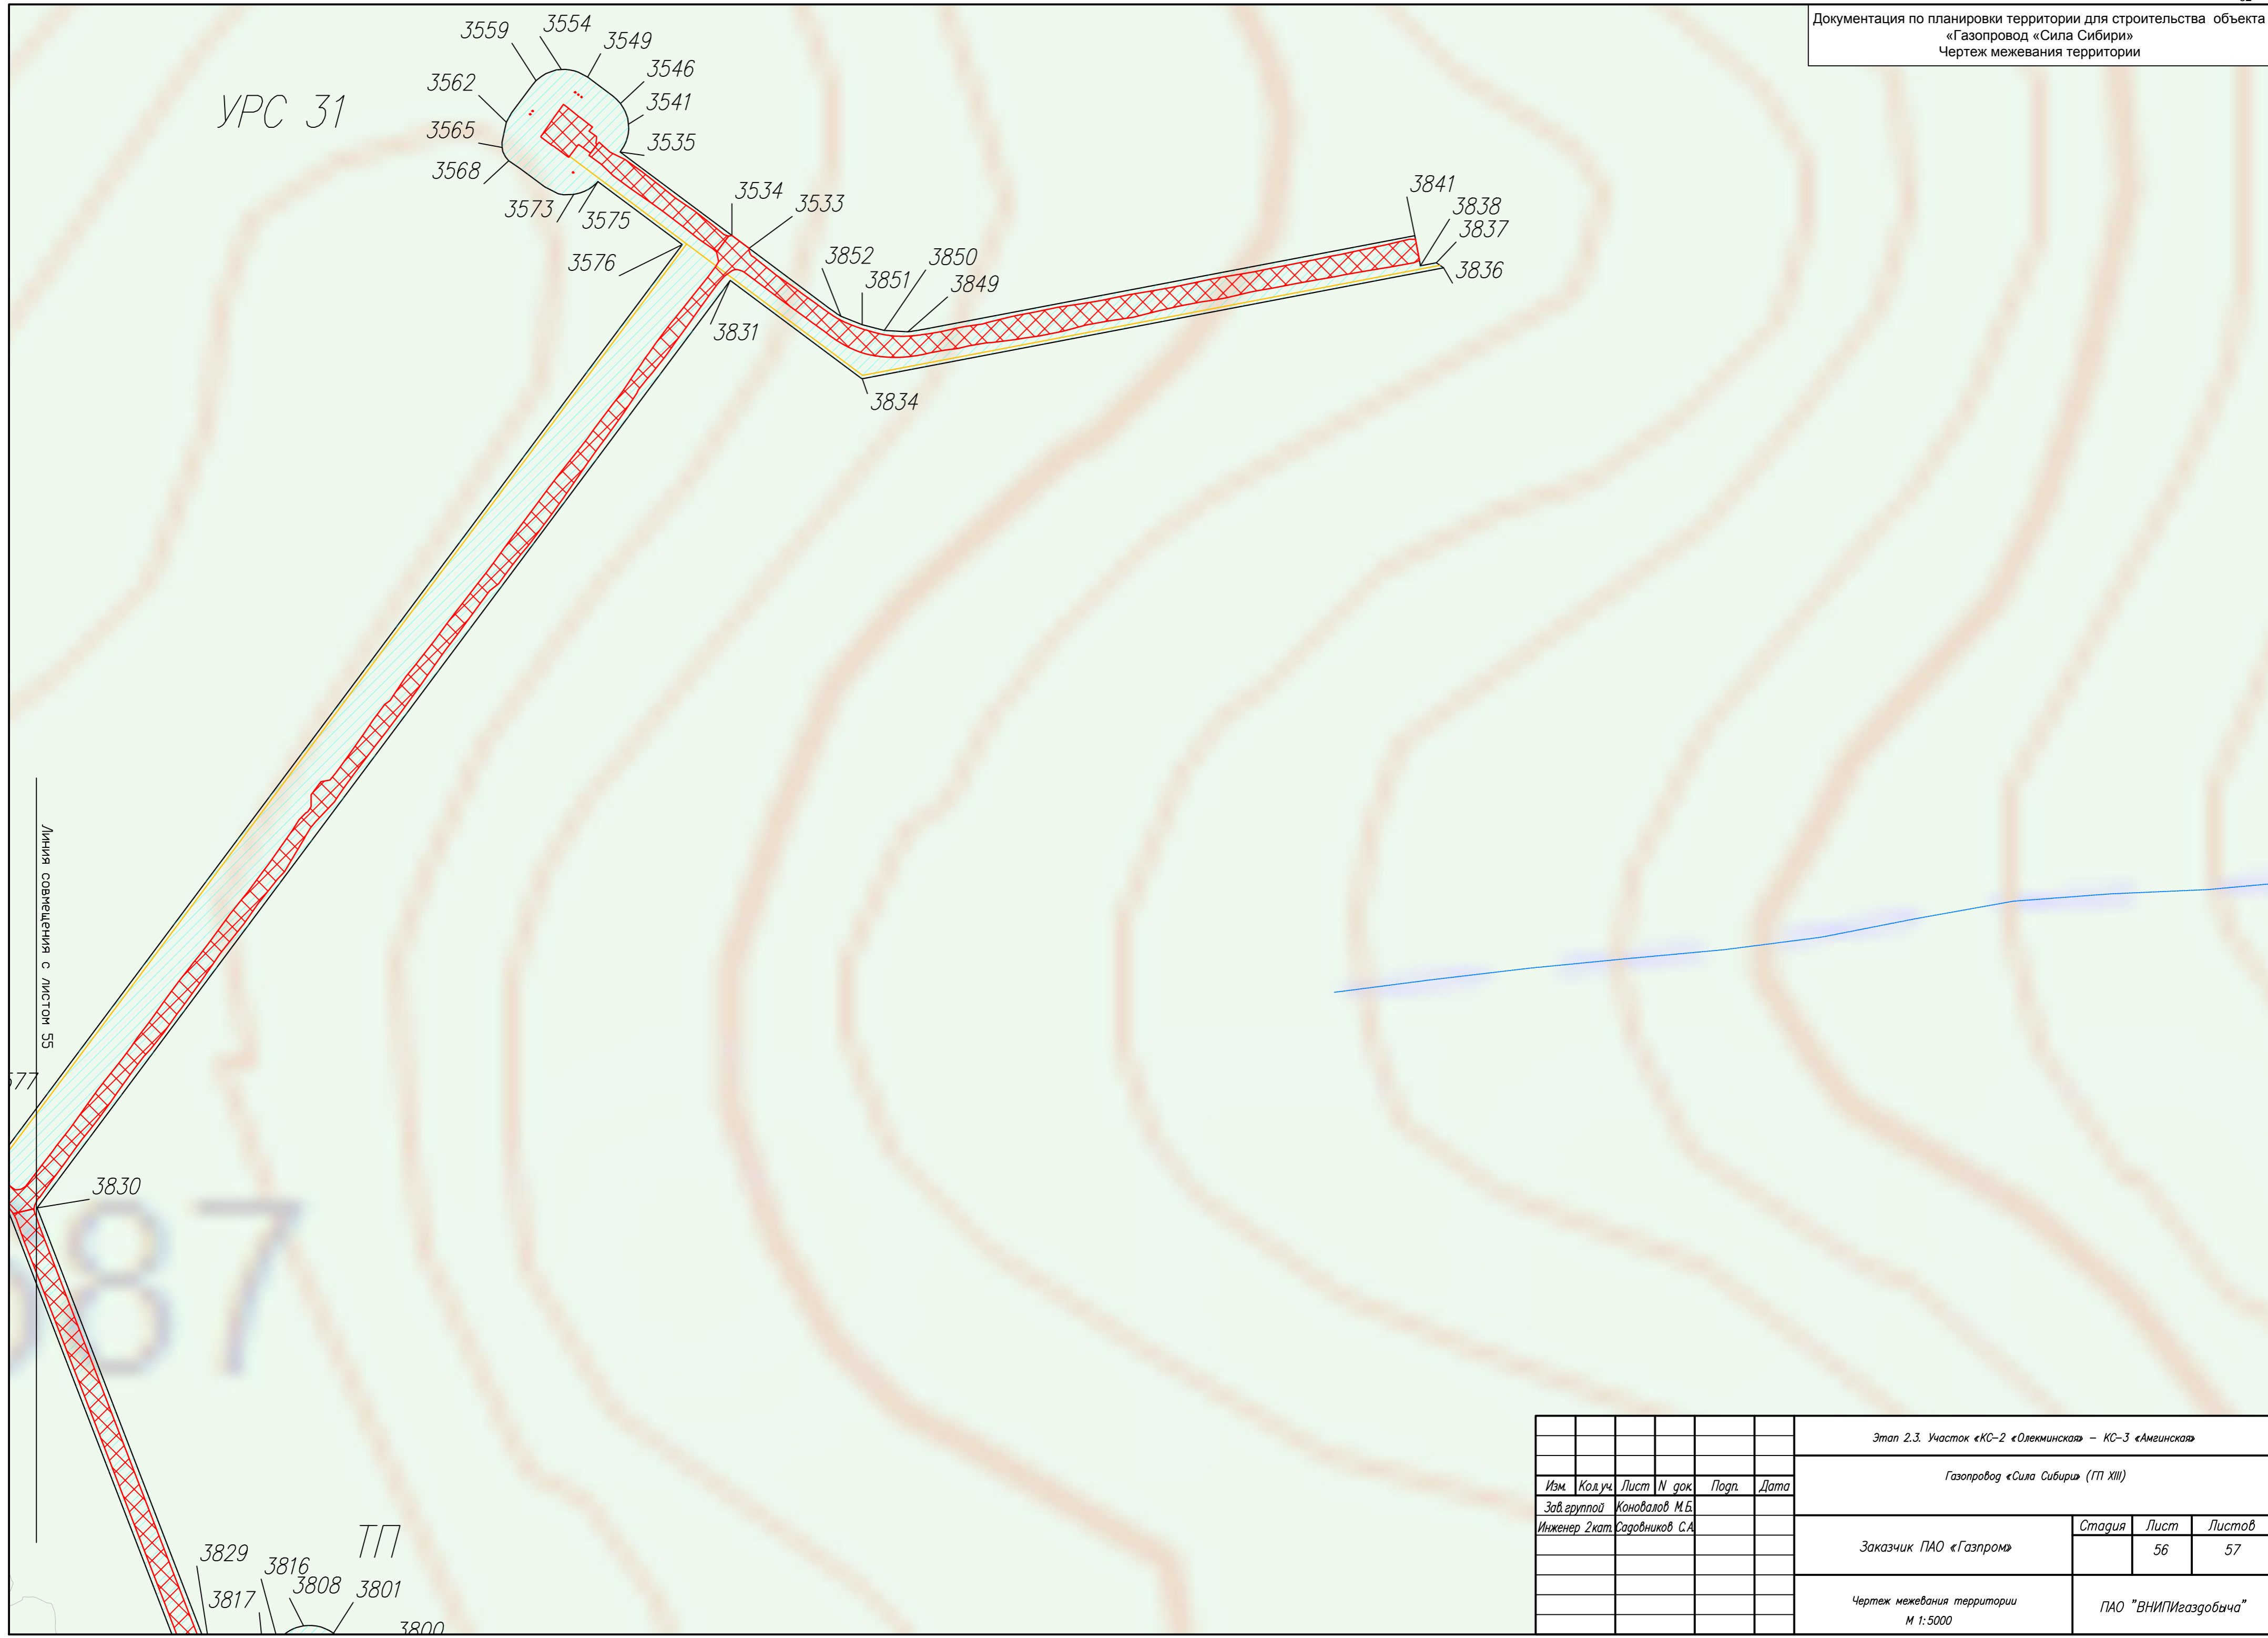 Документация по планировки территории для строительства объекта
«Газопровод «Сила Сибири»
Чертеж межевания территории
УРС 31
3559
3554
3549
3546
3541
3535
3562
3565
3568
3573
3575
3576
3534
3533
3852
3851
3850
3849
3841
3838
3837
3836
3831
3834
Линия совмещения с листом 55
577
3830
087
ТП
3829
3816
3808
3801
3817
3800
Этап 2.3. Участок «КС-2 «Олекминская» - КС-3 «Амгинская»
Газопровод «Сила Сибири» (ГП XIII)
Изм. Кол.уч. Лист N док. Подп. Дата
Зав.группой Коновалов М.Б.
Инженер 2кат. Садовников С.А.
Заказчик ПАО «Газпром»
Стадия Лист Листов
56 57
Чертеж межевания территории
М 1:5000
ПАО "ВНИПИгаздобыча"